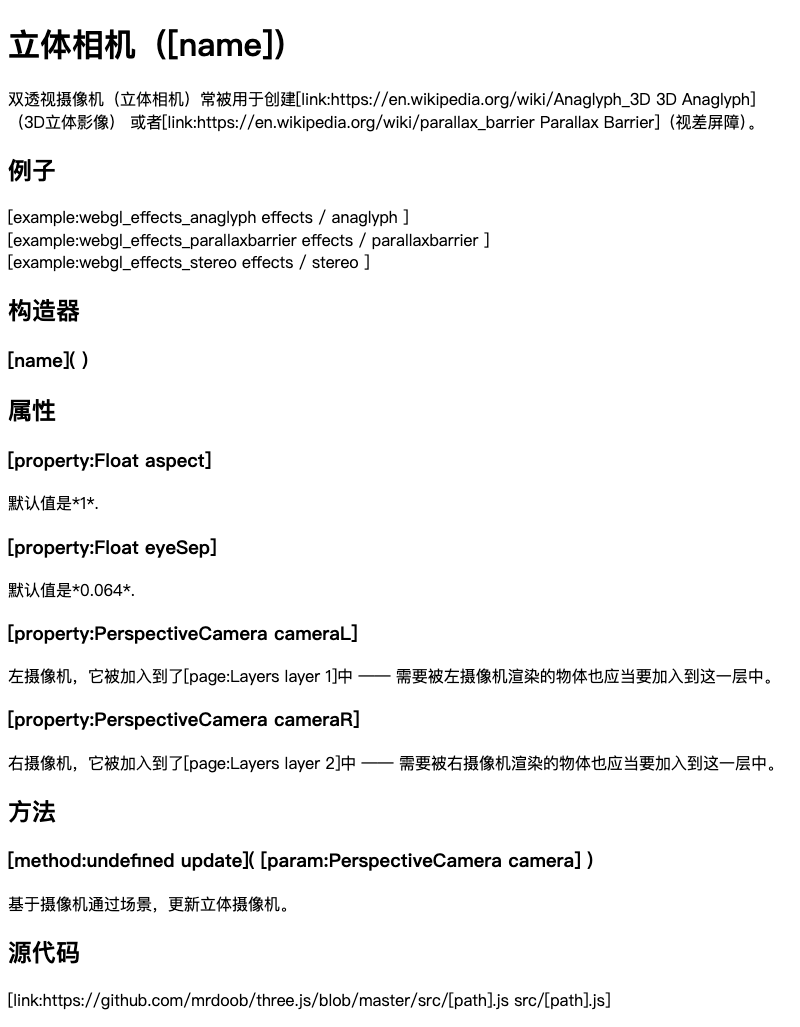 立体相机（[name]）
双透视摄像机（立体相机）常被用于创建[link:https://en.wikipedia.org/wiki/Anaglyph_3D 3D Anaglyph]
（3D立体影像） 或者[link:https://en.wikipedia.org/wiki/parallax_barrier Parallax Barrier]（视差屏障）。
例子
[example:webgl_effects_anaglyph effects / anaglyph ]
[example:webgl_effects_parallaxbarrier effects / parallaxbarrier ]
[example:webgl_effects_stereo effects / stereo ]
构造器
[name]( )
属性
[property:Float aspect]
默认值是*1*.
[property:Float eyeSep]
默认值是*0.064*.
[property:PerspectiveCamera cameraL]
左摄像机，它被加入到了[page:Layers layer 1]中 —— 需要被左摄像机渲染的物体也应当要加入到这一层中。
[property:PerspectiveCamera cameraR]
右摄像机，它被加入到了[page:Layers layer 2]中 —— 需要被右摄像机渲染的物体也应当要加入到这一层中。
方法
[method:undefined update]( [param:PerspectiveCamera camera] )
基于摄像机通过场景，更新立体摄像机。
源代码
[link:https://github.com/mrdoob/three.js/blob/master/src/[path].js src/[path].js]